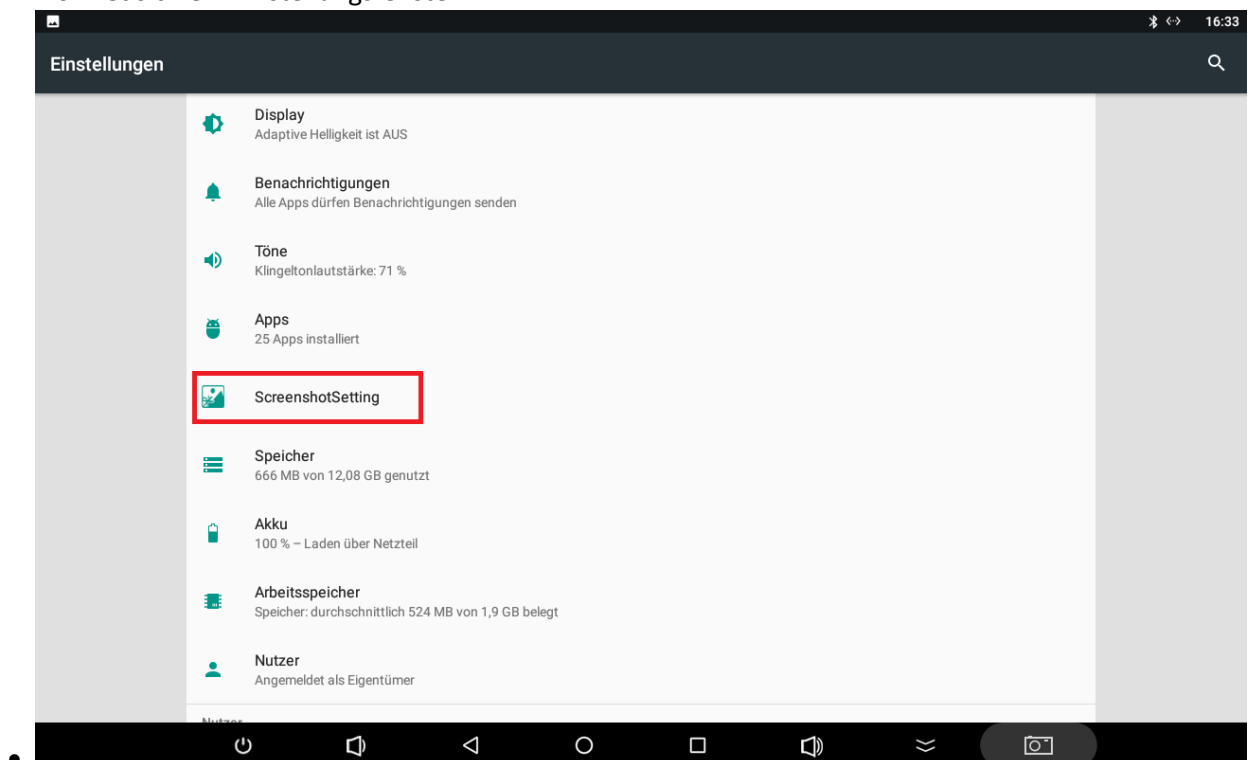 16:33
Einstellungen
Display
Adaptive Helligkeit ist AUS
Benachrichtigungen
Alle Apps dürfen Benachrichtigungen senden
Töne
Klingeltonlautstärke: 71 %
Apps
25 Apps installiert
ScreenshotSetting
Speicher
666 MB von 12,08 GB genutzt
Akku
100 % – Laden über Netzteil
Arbeitsspeicher
Speicher: durchschnittlich 524 MB von 1,9 GB belegt
Nutzer
Angemeldet als Eigentümer
Nutzer